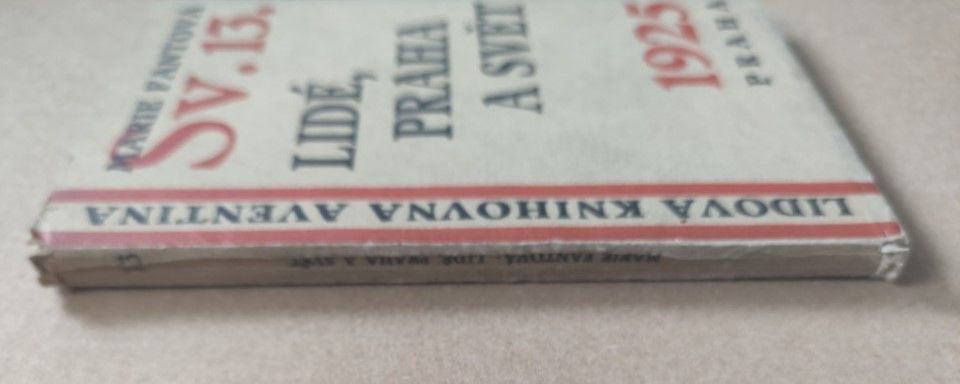 MARIE FANTOVÁ
Sv. 13.
LIDÉ,
PRAHA
A SVĚT
1925
PRAHA
LIDOVÁ KNIHOVNA AVENTINA
MARIE FANTOVÁ: LIDÉ, PRAHA A SVĚT
13